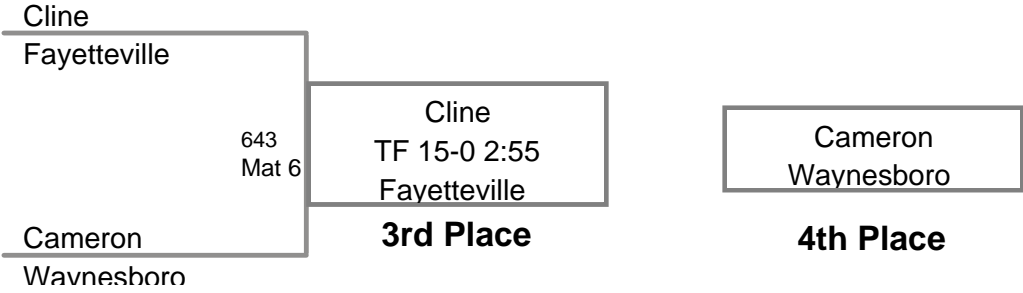 Cline
Fayetteville
643
Mat 6
Cline
TF 15-0 2:55
Fayetteville
3rd Place
Cameron
Waynesboro
4th Place
Cameron
Waynesboro